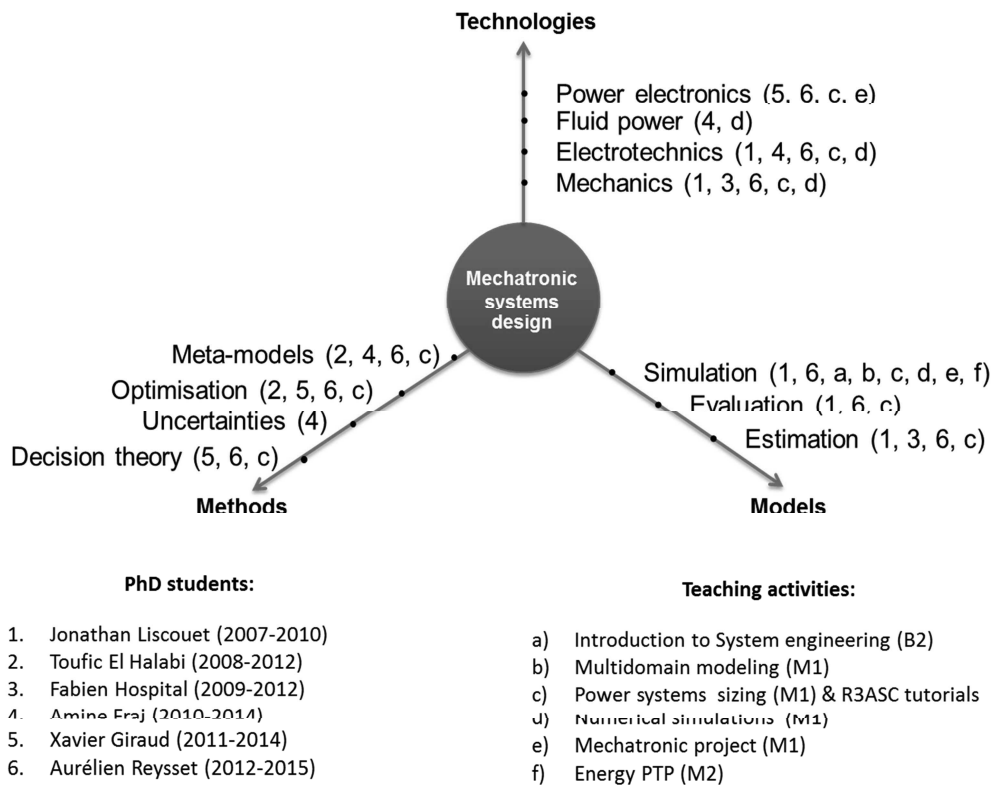 Technologies
Power electronics (5, 6, c, e)
Fluid power (4, d)
Electrotechnics (1, 4, 6, c, d)
Mechanics (1, 3, 6, c, d)
Mechatronic
systems
design
Meta-models (2, 4, 6, c)
Optimisation (2, 5, 6, c)
Uncertainties (4)
Decision theory (5, 6, c)
Methods
Simulation (1, 6, a, b, c, d, e, f)
Evaluation (1, 6, c)
Estimation (1, 3, 6, c)
Models
PhD students:
1. Jonathan Liscouet (2007-2010)
2. Toufic El Halabi (2008-2012)
3. Fabien Hospital (2009-2012)
4. Amine Fraj (2010-2014)
5. Xavier Giraud (2011-2014)
6. Aurélien Reysset (2012-2015)
Teaching activities:
a) Introduction to System engineering (B2)
b) Multidomain modeling (M1)
c) Power systems sizing (M1) & R3ASC tutorials
d) Numerical simulations (M1)
e) Mechatronic project (M1)
f) Energy PTP (M2)